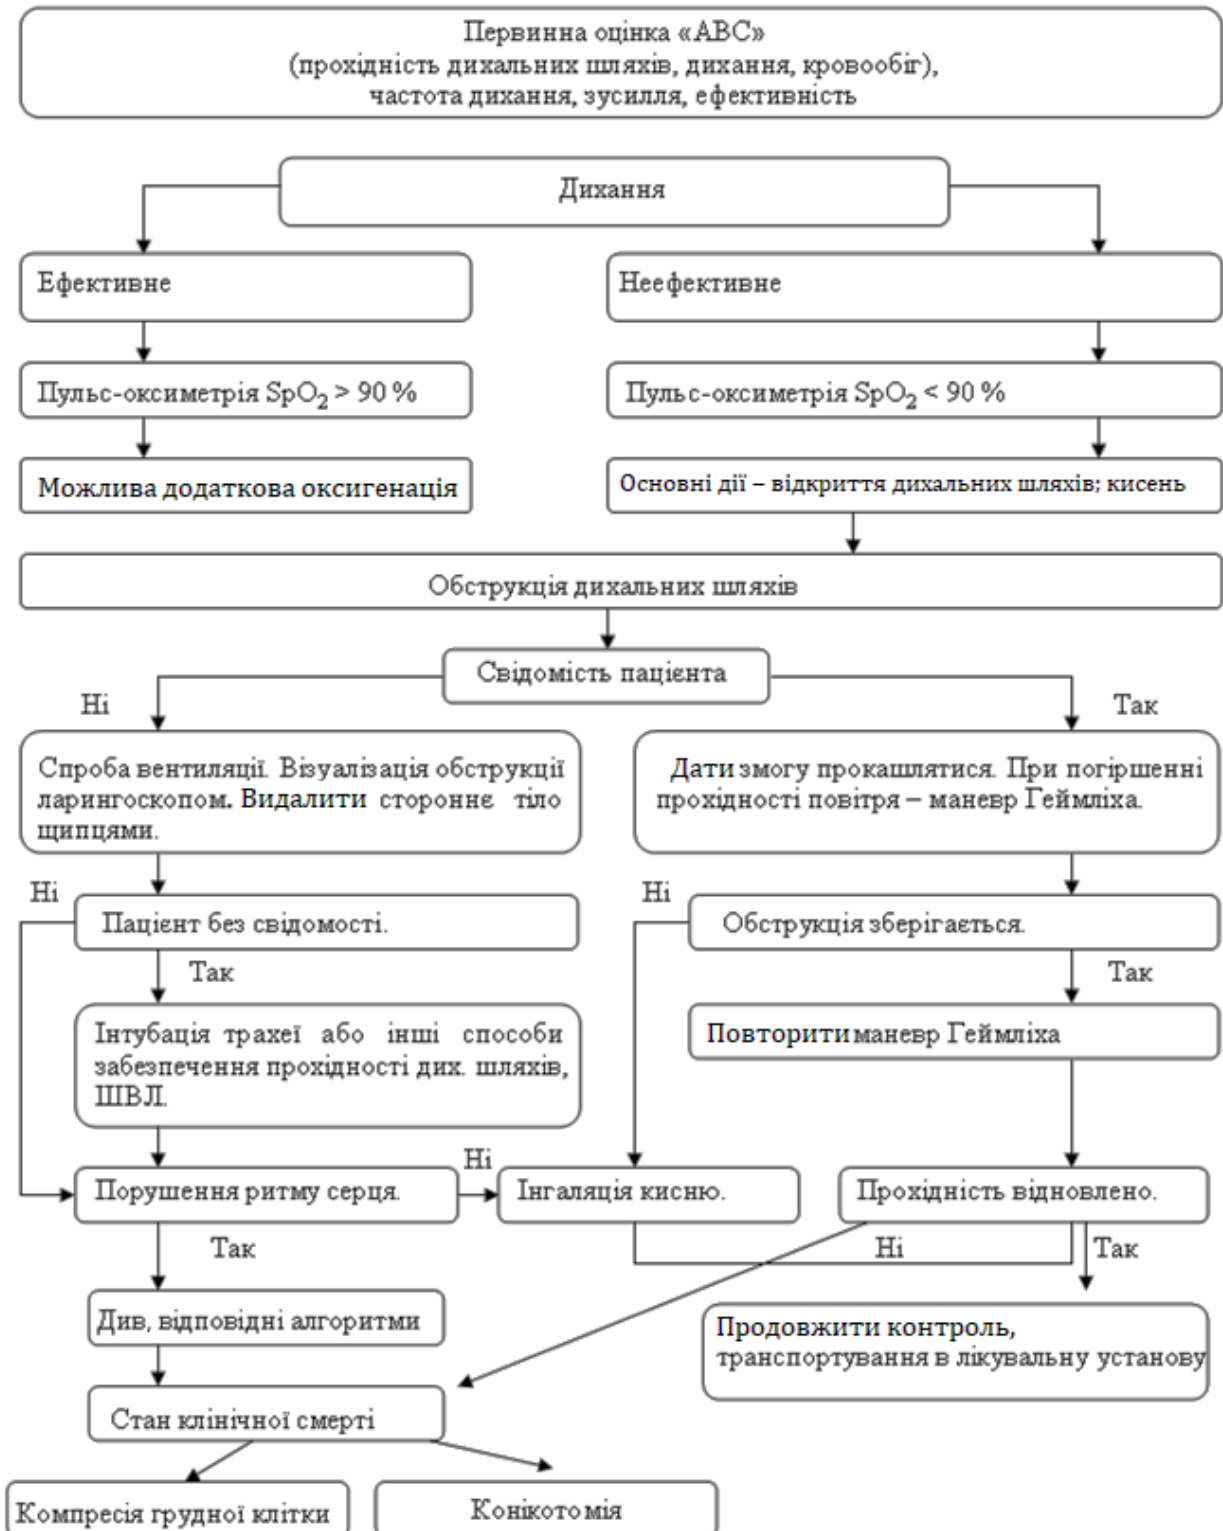 Первинна оцінка «АВС»
(прохідність дихальних шляхів, дихання, кровообіг),
частота дихання, зусилля, ефективність
Дихання
Ефективне
Неефективне
Пульс-оксиметрія SpO₂ > 90 %
Пульс-оксиметрія SpO₂ < 90 %
Можлива додаткова оксигенація
Основні дії – відкриття дихальних шляхів; кисень
Обструкція дихальних шляхів
Свідомість пацієнта
Ні
Так
Спроба вентиляції. Візуалізація обструкції
ларингоскопом. Видалити стороннє тіло
щипцями.
Дати змогу прокашлятися. При погіршенні
прохідності повітря – маневр Геймліха.
Ні
Ні
Пацієнт без свідомості.
Обструкція зберігається.
Так
Так
Інтубація трахеї або інші способи
забезпечення прохідності дих. шляхів,
ШВЛ.
Повторити маневр Геймліха
Ні
Порушення ритму серця.
Інгаляція кисню.
Прохідність відновлено.
Так
Ні
Так
Див, відповідні алгоритми
Продовжити контроль,
транспортування в лікувальну установу
Стан клінічної смерті
Компресія грудної клітки
Конікотомія